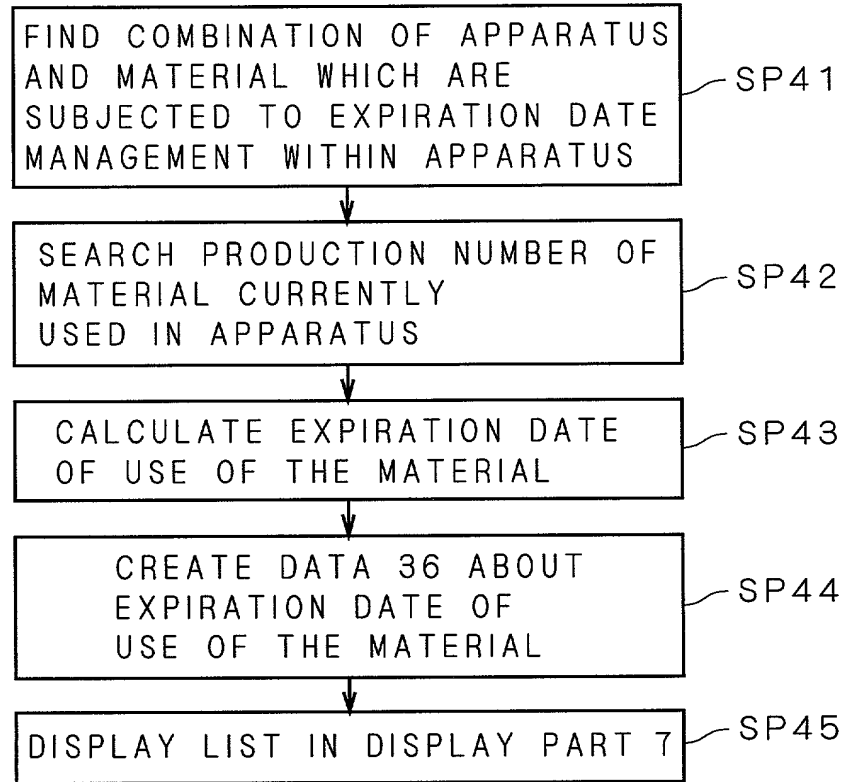 FIND COMBINATION OF APPARATUS
AND MATERIAL WHICH ARE
SUBJECTED TO EXPIRATION DATE
MANAGEMENT WITHIN APPARATUS
SP41
SEARCH PRODUCTION NUMBER OF
MATERIAL CURRENTLY
USED IN APPARATUS
SP42
CALCULATE EXPIRATION DATE
OF USE OF THE MATERIAL
SP43
CREATE DATA 36 ABOUT
EXPIRATION DATE OF
USE OF THE MATERIAL
SP44
DISPLAY LIST IN DISPLAY PART 7
SP45